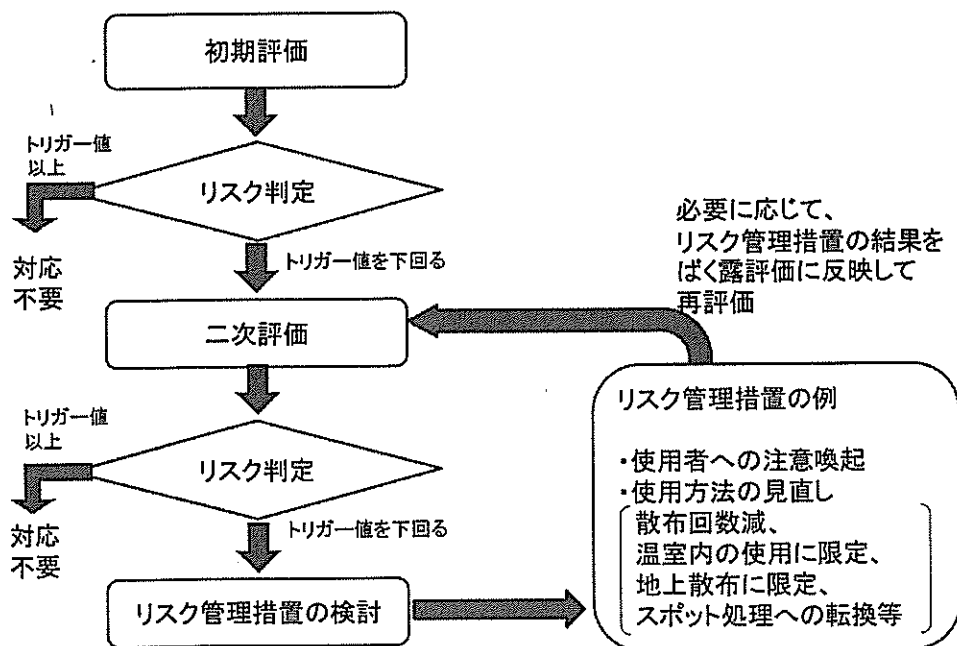 初期評価
トリガー値
以上
リスク判定
対応
不要
トリガー値を下回る
必要に応じて、
リスク管理措置の結果を
ばく露評価に反映して
再評価
二次評価
トリガー値
以上
リスク判定
対応
不要
トリガー値を下回る
リスク管理措置の検討
リスク管理措置の例
・使用者への注意喚起
・使用方法の見直し
散布回数減、
温室内の使用に限定、
地上散布に限定、
スポット処理への転換等